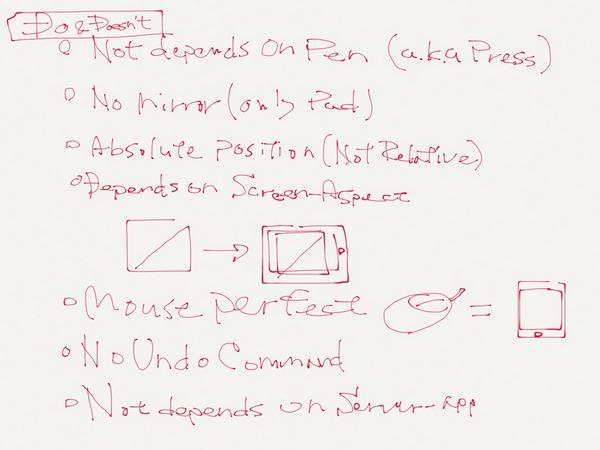 Do & Doesn't
Not depends on Pen (a.k.a Press)
No mirror (only Pad)
Absolute position (Not Relative)
Depends on Screen-Aspect
Mouse perfect =
No Undo Command
Not depends on Server-app